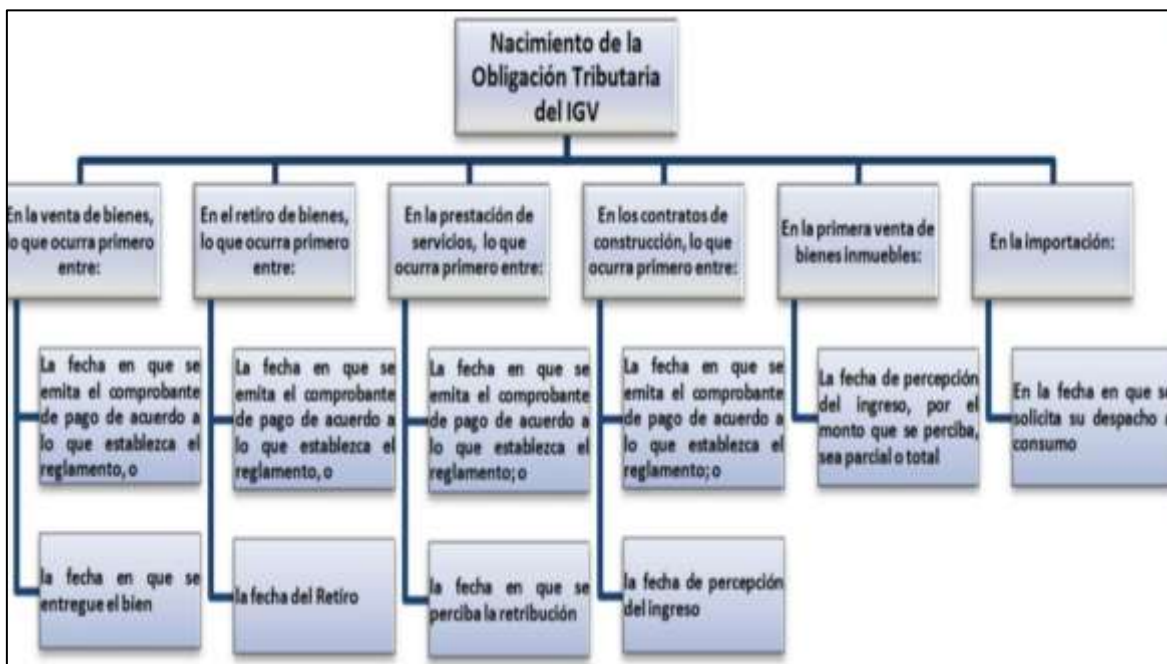 Nacimiento de la
Obligación Tributaria
del IGV
En la venta de bienes,
lo que ocurra primero
entre:
En el retiro de bienes,
lo que ocurra primero
entre:
En la prestación de
servicios, lo que
ocurra primero entre:
En los contratos de
construcción, lo que
ocurra primero entre:
En la primera venta de
bienes inmuebles:
En la importación:
La fecha en que se
emita el comprobante
de pago de acuerdo a
lo que establezca el
reglamento, o
La fecha en que se
emita el comprobante
de pago de acuerdo a
lo que establezca el
reglamento, o
La fecha en que se
emita el comprobante
de pago de acuerdo a
lo que establezca el
reglamento; o
La fecha en que se
emita el comprobante
de pago de acuerdo a
lo que establezca el
reglamento; o
La fecha de percepción
del ingreso, por el
monto que se perciba,
sea parcial o total
En la fecha en que se
solicita su despacho a
consumo
la fecha en que se
entregue el bien
la fecha del Retiro
la fecha en que se
perciba la retribución
la fecha de percepción
del ingreso